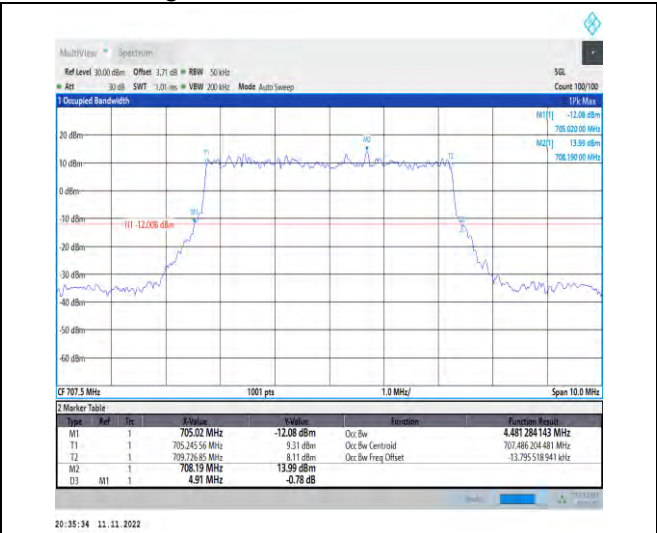 MultiView Spectrum
Ref Level 30.00 dBm Offset 3.71 dB RBW 50 kHz SGL
Att 30 dB SWT 1.01 ms VBW 200 kHz Mode Auto Sweep Count 100/100
1 Occupied Bandwidth 1Pk Max
M1[1] -12.08 dBm
705.020 00 MHz
M2[1] 13.99 dBm
708.190 00 MHz
20 dBm
M2
T1
T2
10 dBm
0 dBm
M1
-10 dBm
H1 -12.006 dBm
-20 dBm
-30 dBm
-40 dBm
-50 dBm
-60 dBm
CF 707.5 MHz 1001 pts 1.0 MHz/ Span 10.0 MHz
2 Marker Table
Type Ref Trc X-Value Y-Value Function Function Result
M1 1 705.02 MHz -12.08 dBm Occ Bw 4.481 284 143 MHz
T1 1 705.245 56 MHz 9.31 dBm Occ Bw Centroid 707.486 204 481 MHz
T2 1 709.726 85 MHz 8.11 dBm Occ Bw Freq Offset -13.795 518 941 kHz
M2 1 708.19 MHz 13.99 dBm
D3 M1 1 4.91 MHz -0.78 dB
20:35:34 11.11.2022